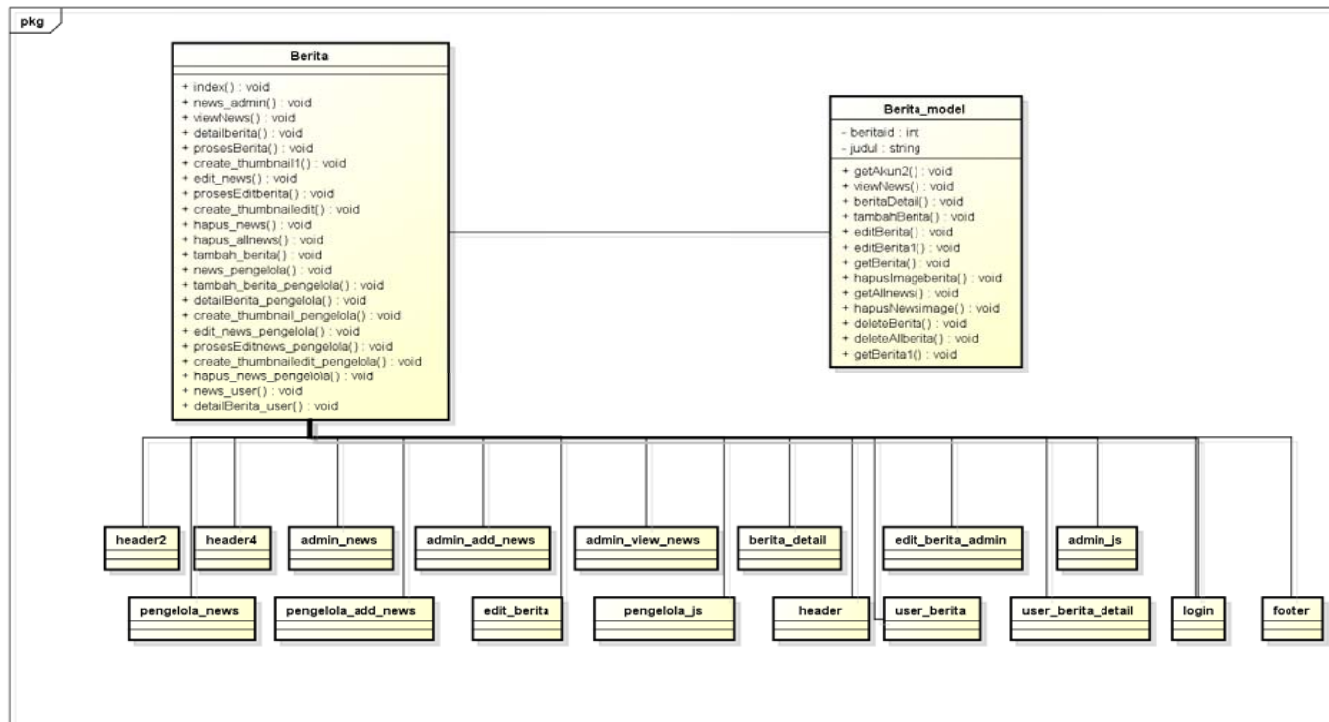 pkg
Berita
+ index() : void
+ news_admin() : void
+ viewNews() : void
+ detailberita() : void
+ prosesBerita() : void
+ create_thumbnail1() : void
+ edit_news() : void
+ prosesEditberita() : void
+ create_thumbnailedit() : void
+ hapus_news() : void
+ hapus_allnews() : void
+ tambah_berita() : void
+ news_pengelola() : void
+ tambah_berita_pengelola() : void
+ detailBerita_pengelola() : void
+ create_thumbnail_pengelola() : void
+ edit_news_pengelola() : void
+ prosesEditnews_pengelola() : void
+ create_thumbnailedit_pengelola() : void
+ hapus_news_pengelola() : void
+ news_user() : void
+ detailBerita_user() : void
Berita_model
- beritaid : int
- judul : string
+ getAkun2() : void
+ viewNews() : void
+ beritaDetail() : void
+ tambahBerita() : void
+ editBerita() : void
+ editBerita1() : void
+ getBerita() : void
+ hapusImageberita() : void
+ getAllnews() : void
+ hapusNewsimage() : void
+ deleteBerita() : void
+ deleteAllberita() : void
+ getBerita1() : void
header2
header4
admin_news
admin_add_news
admin_view_news
berita_detail
edit_berita_admin
admin_js
pengelola_news
pengelola_add_news
edit_berita
pengelola_js
header
user_berita
user_berita_detail
login
footer